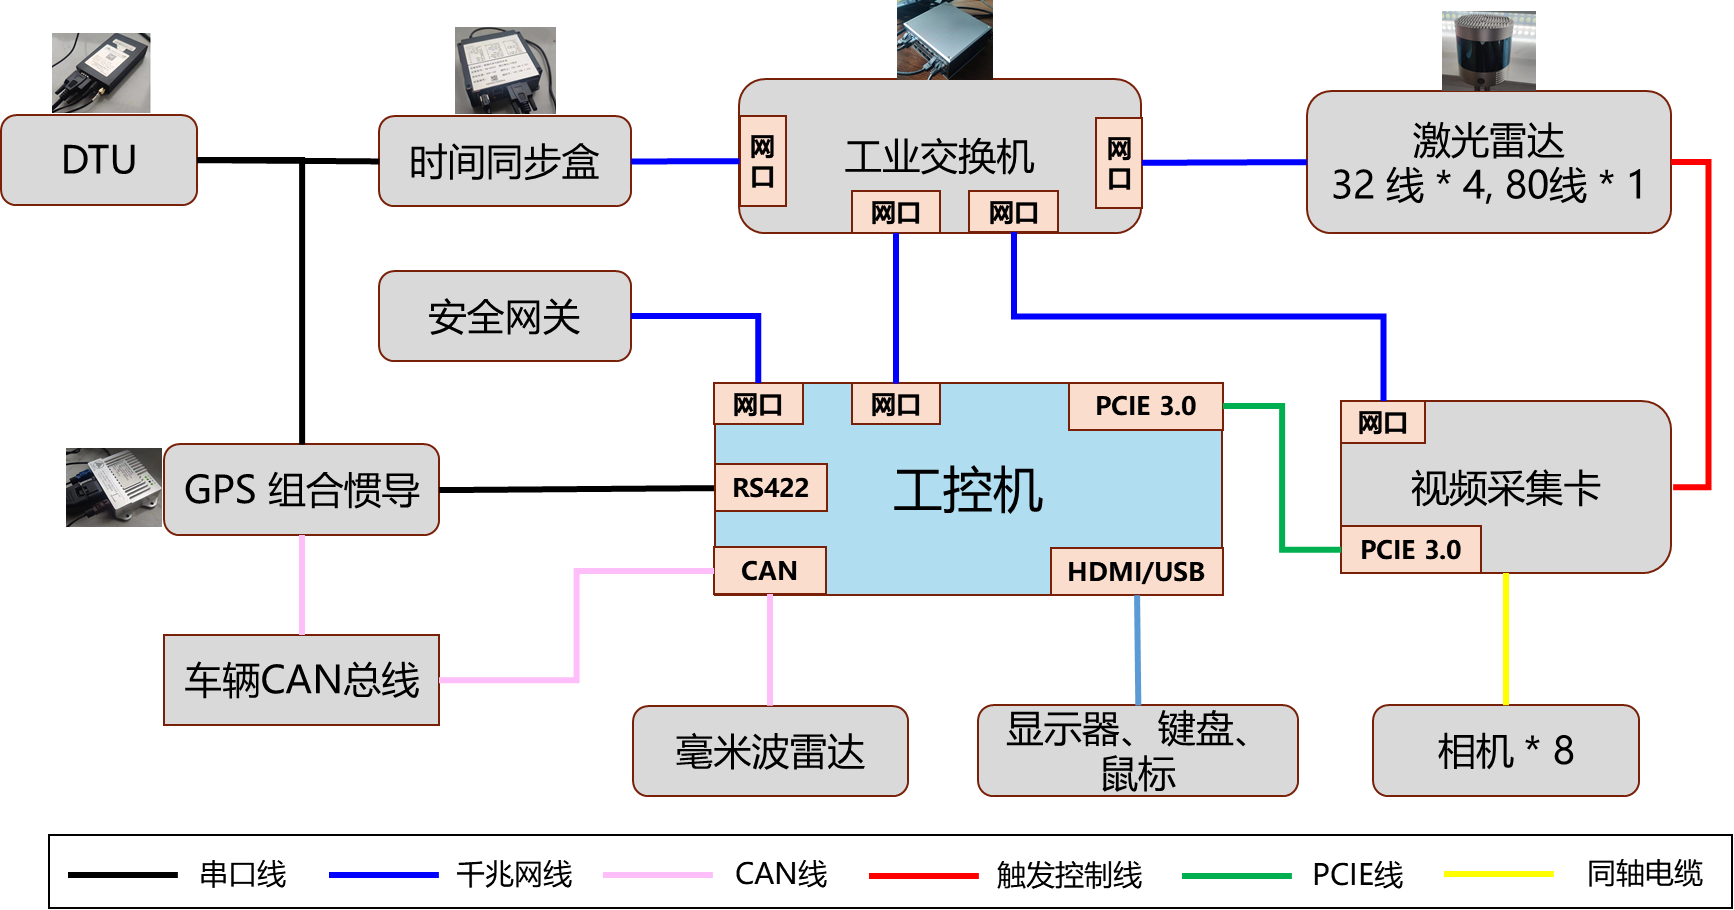 DTU
时间同步盒
网口
工业交换机
网口
网口
网口
激光雷达
32 线 * 4, 80线 * 1
安全网关
网口
网口
PCIE 3.0
网口
GPS 组合惯导
RS422
工控机
视频采集卡
CAN
HDMI/USB
PCIE 3.0
车辆CAN总线
毫米波雷达
显示器、键盘、
鼠标
相机 * 8
串口线
千兆网线
CAN线
触发控制线
PCIE线
同轴电缆